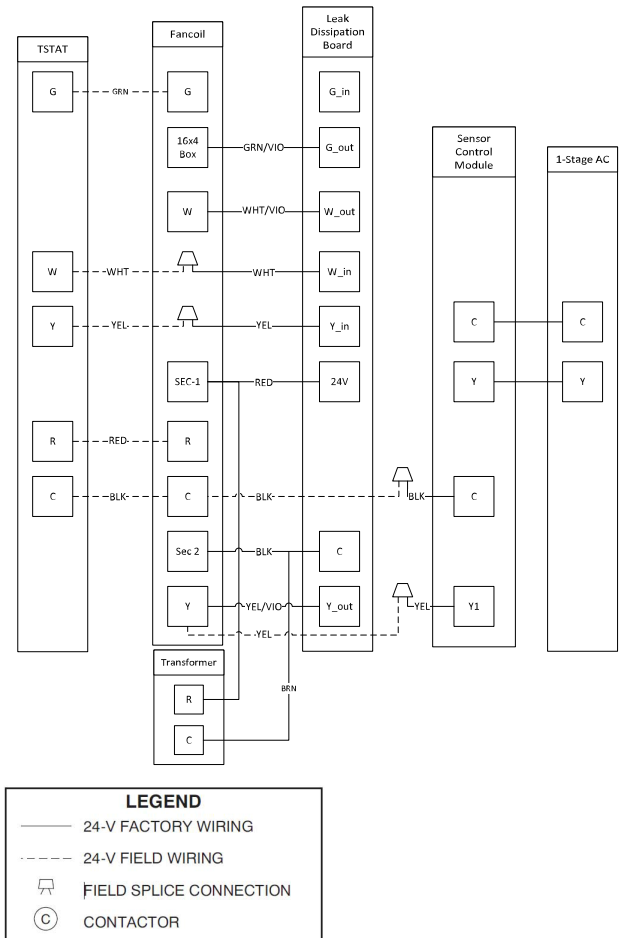 Leak
Dissipation
Board
Fancoil
TSTAT
G
GRN
G
G_in
Sensor
Control
Module
1-Stage AC
16x4
Box
GRN/VIO
G_out
W
WHT/VIO
W_out
W
WHT
WHT
W_in
Y
YEL
YEL
Y_in
C
C
SEC-1
RED
24V
Y
Y
R
RED
R
C
BLK
C
BLK
BLK
C
Sec 2
BLK
C
Y
YEL/VIO
Y_out
YEL
Y1
YEL
Transformer
R
BRN
C
LEGEND
24-V FACTORY WIRING
24-V FIELD WIRING
FIELD SPLICE CONNECTION
C CONTACTOR